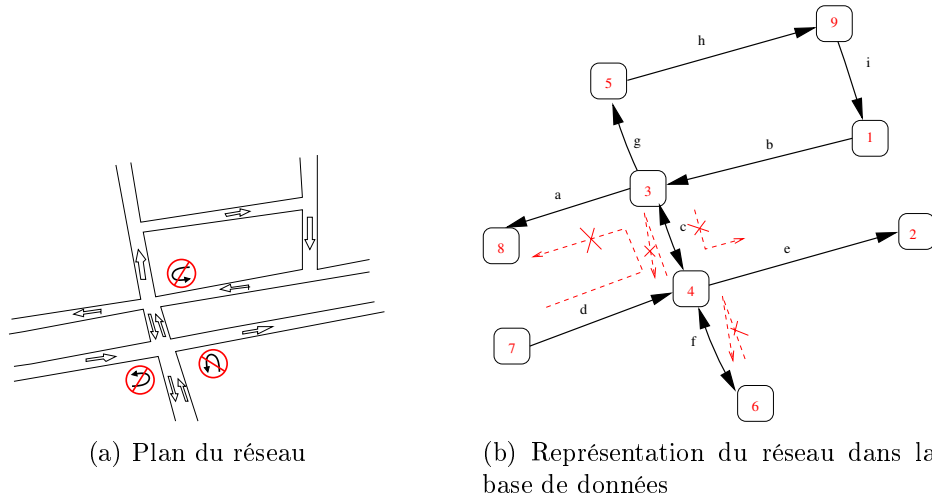 9
h
i
5
1
g
b
3
a
c
2
8
e
4
d
7
f
6
(a) Plan du réseau
(b) Représentation du réseau dans la
base de données